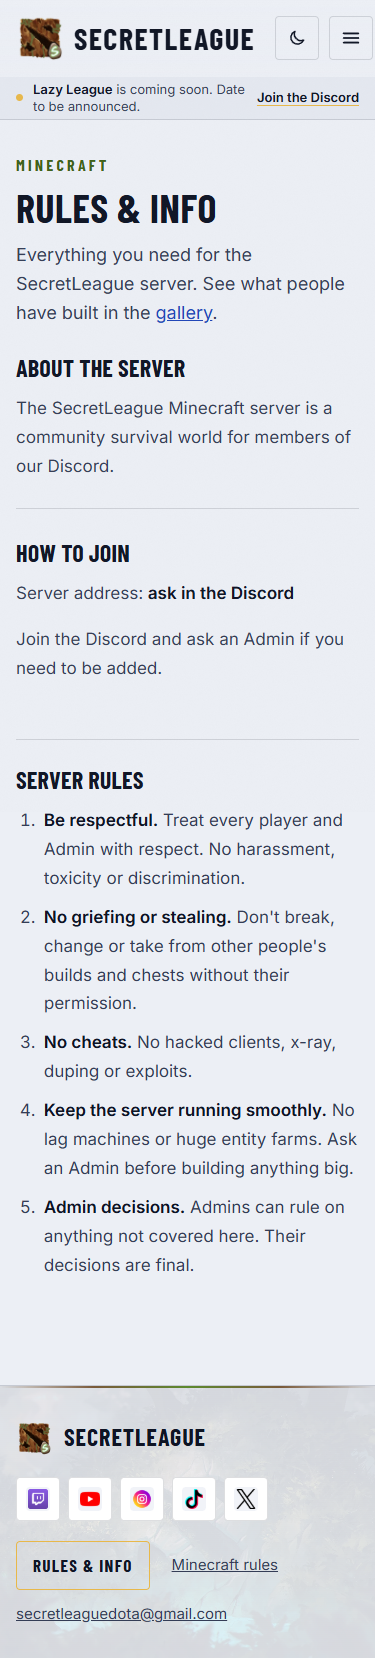 SECRETLEAGUE
Lazy League is coming soon. Date
to be announced.
Join the Discord
MINECRAFT
RULES & INFO
Everything you need for the
SecretLeague server. See what people
have built in the gallery.
ABOUT THE SERVER
The SecretLeague Minecraft server is a
community survival world for members of
our Discord.
HOW TO JOIN
Server address: ask in the Discord
Join the Discord and ask an Admin if you
need to be added.
SERVER RULES
1. Be respectful. Treat every player and
Admin with respect. No harassment,
toxicity or discrimination.
2. No griefing or stealing. Don't break,
change or take from other people's
builds and chests without their
permission.
3. No cheats. No hacked clients, x-ray,
duping or exploits.
4. Keep the server running smoothly. No
lag machines or huge entity farms. Ask
an Admin before building anything big.
5. Admin decisions. Admins can rule on
anything not covered here. Their
decisions are final.
SECRETLEAGUE
RULES & INFO
Minecraft rules
secretleaguedota@gmail.com